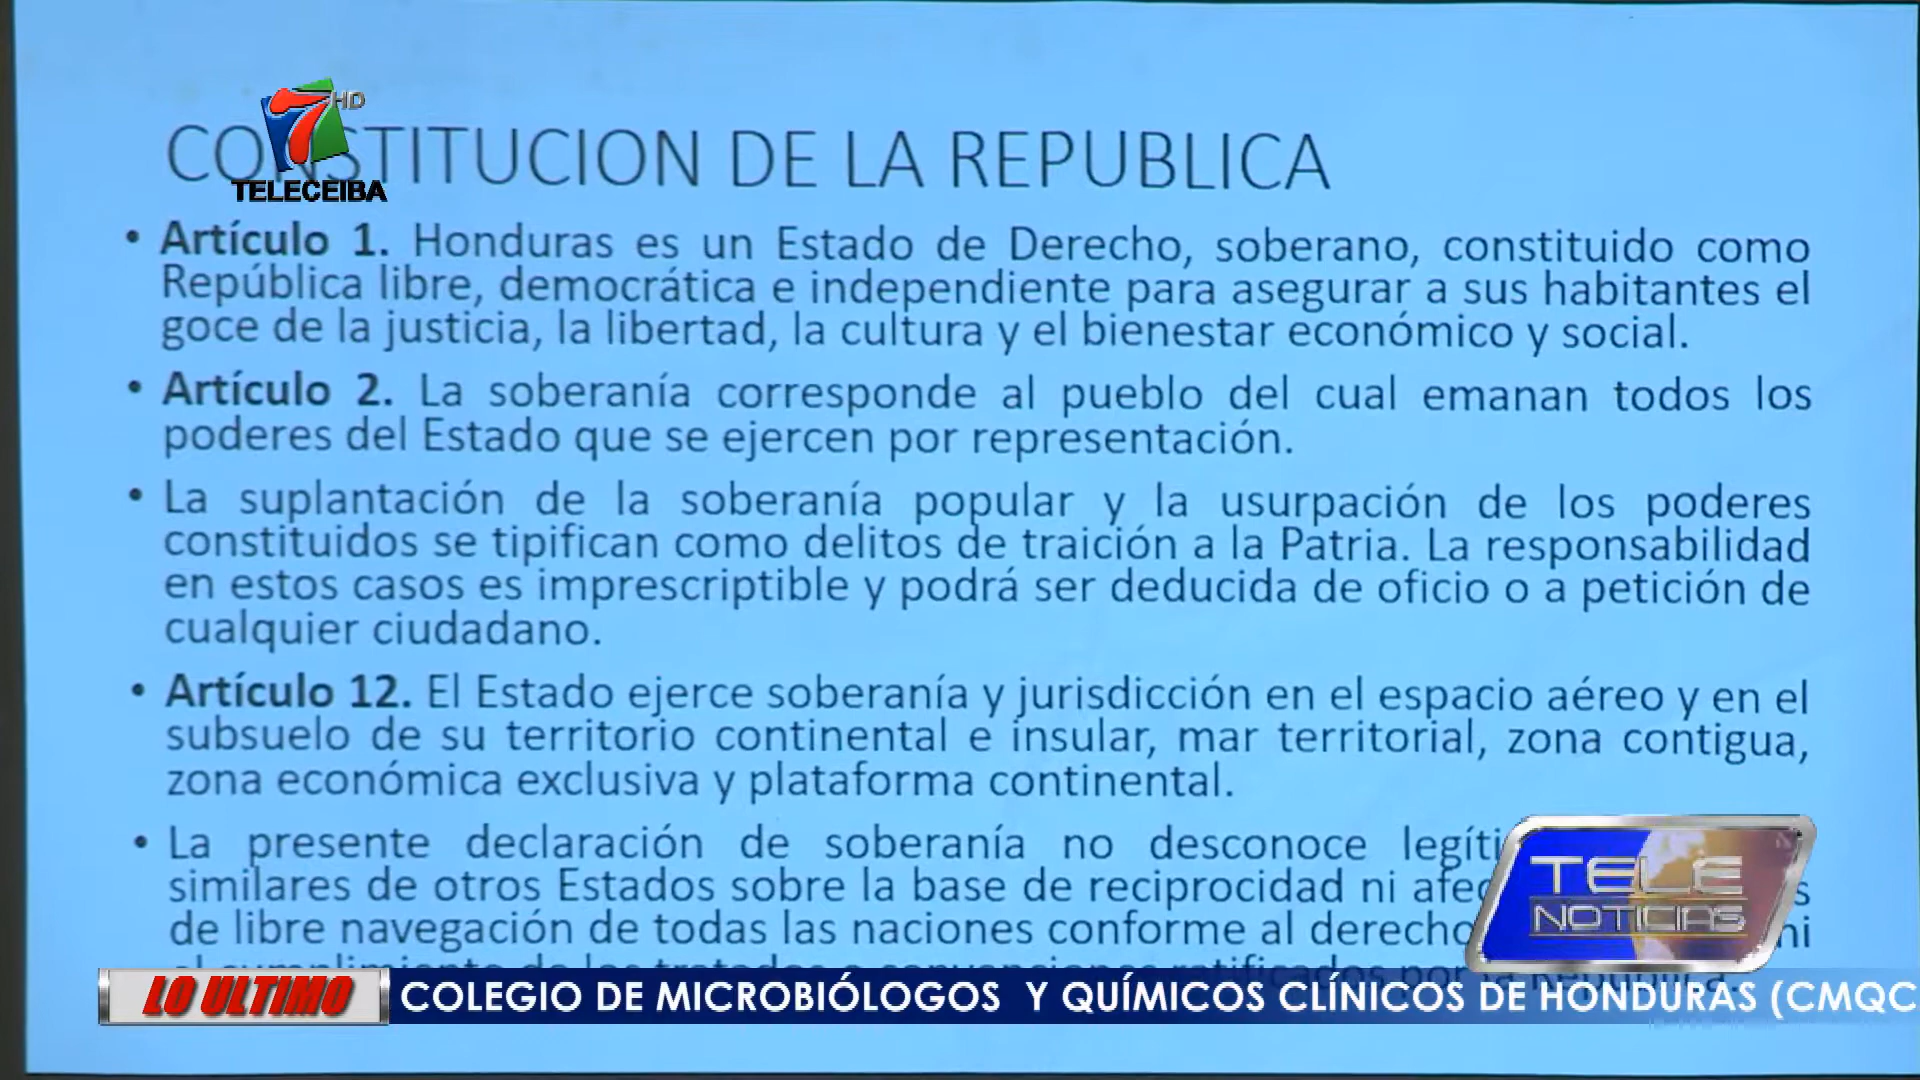 7 HD
TELECEIBA
CONSTITUCION DE LA REPUBLICA
• Artículo 1. Honduras es un Estado de Derecho, soberano, constituido como
República libre, democrática e independiente para asegurar a sus habitantes el
goce de la justicia, la libertad, la cultura y el bienestar económico y social.
• Artículo 2. La soberanía corresponde al pueblo del cual emanan todos los
poderes del Estado que se ejercen por representación.
• La suplantación de la soberanía popular y la usurpación de los poderes
constituidos se tipifican como delitos de traición a la Patria. La responsabilidad
en estos casos es imprescriptible y podrá ser deducida de oficio o a petición de
cualquier ciudadano.
• Artículo 12. El Estado ejerce soberanía y jurisdicción en el espacio aéreo y en el
subsuelo de su territorio continental e insular, mar territorial, zona contigua,
zona económica exclusiva y plataforma continental.
• La presente declaración de soberanía no desconoce
similares de otros Estados sobre la base de reciprocidad ni
de libre navegación de todas las naciones conforme al derecho ni
TELE
NOTICIAS
LO ULTIMO COLEGIO DE MICROBIÓLOGOS Y QUÍMICOS CLÍNICOS DE HONDURAS (CMQC